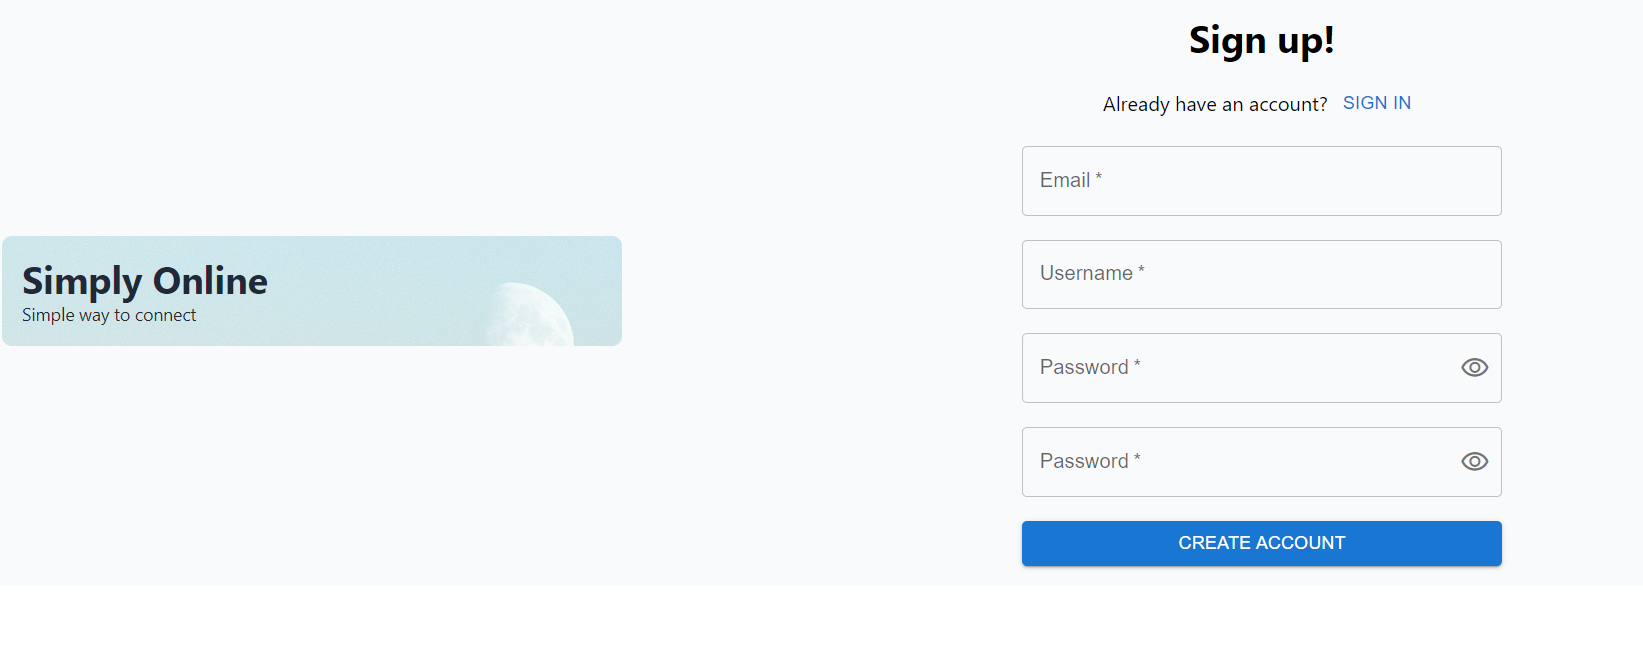 Sign up!
Already have an account? SIGN IN
Email *
Username *
Simply Online
Simple way to connect
Password *
Password *
CREATE ACCOUNT